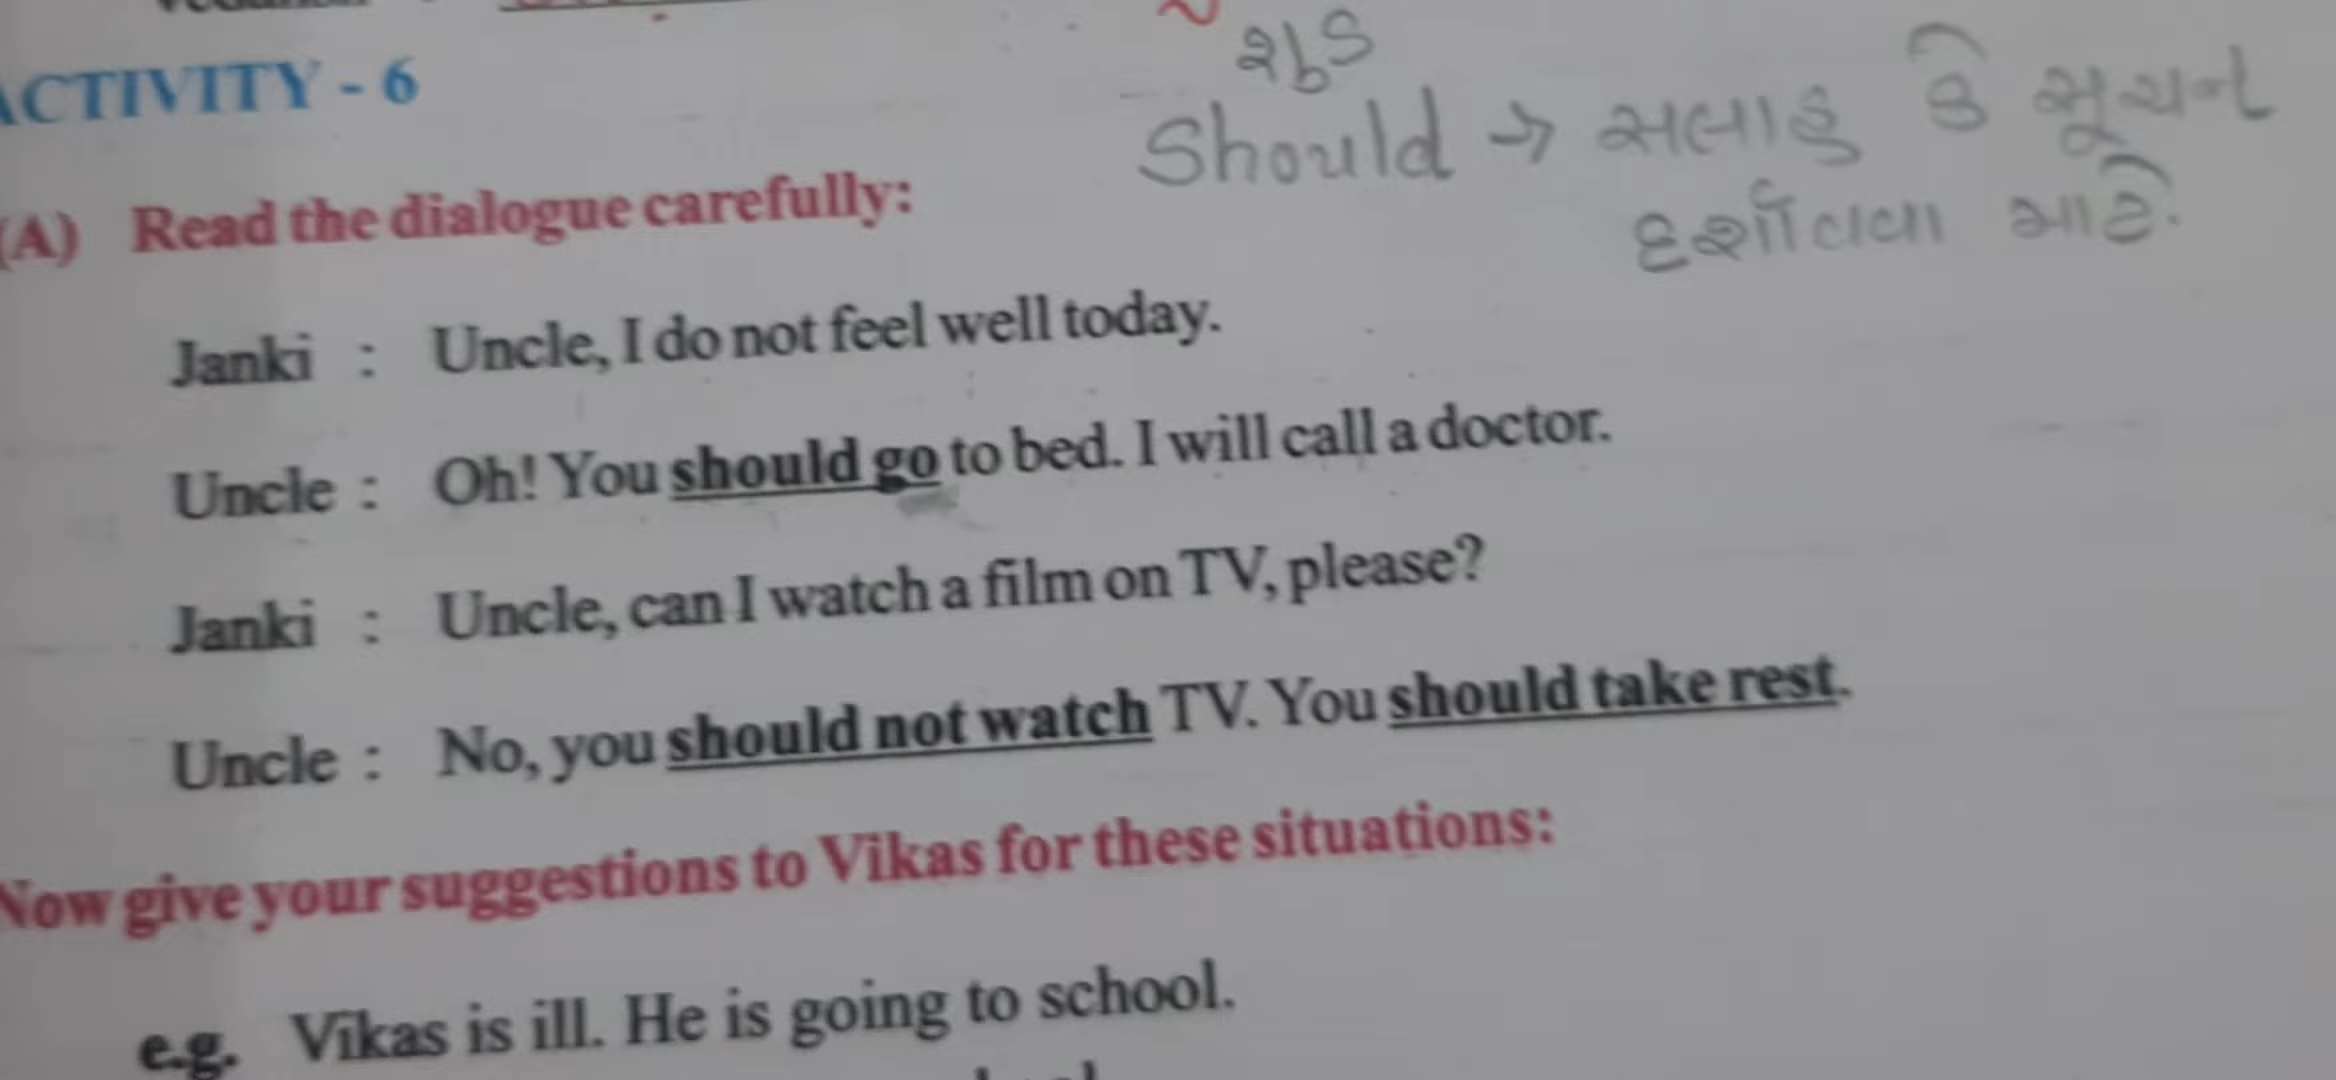 ACTIVITY - 6
શુડ
Should → સલાહ કે સૂચન
દર્શાવવા માટે.
(A) Read the dialogue carefully:
Janki : Uncle, I do not feel well today.
Uncle : Oh! You should go to bed. I will call a doctor.
Janki : Uncle, can I watch a film on TV, please?
Uncle : No, you should not watch TV. You should take rest.
Now give your suggestions to Vikas for these situations:
e.g. Vikas is ill. He is going to school.